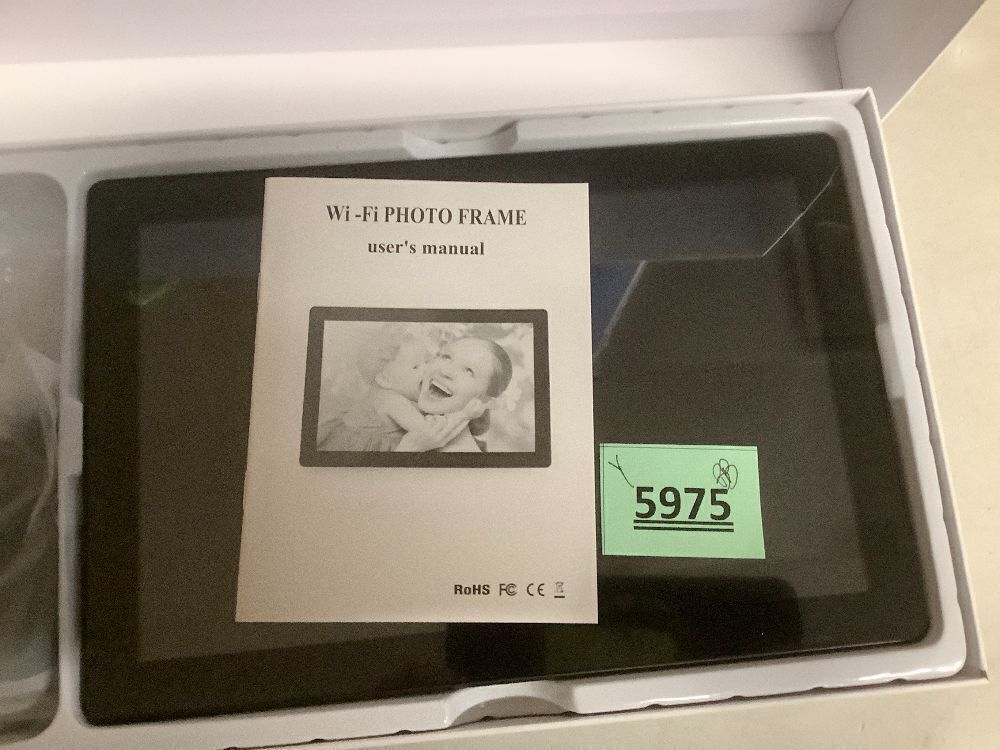 Wi -Fi PHOTO FRAME
user's manual
Y
5975
RoHS FC CE